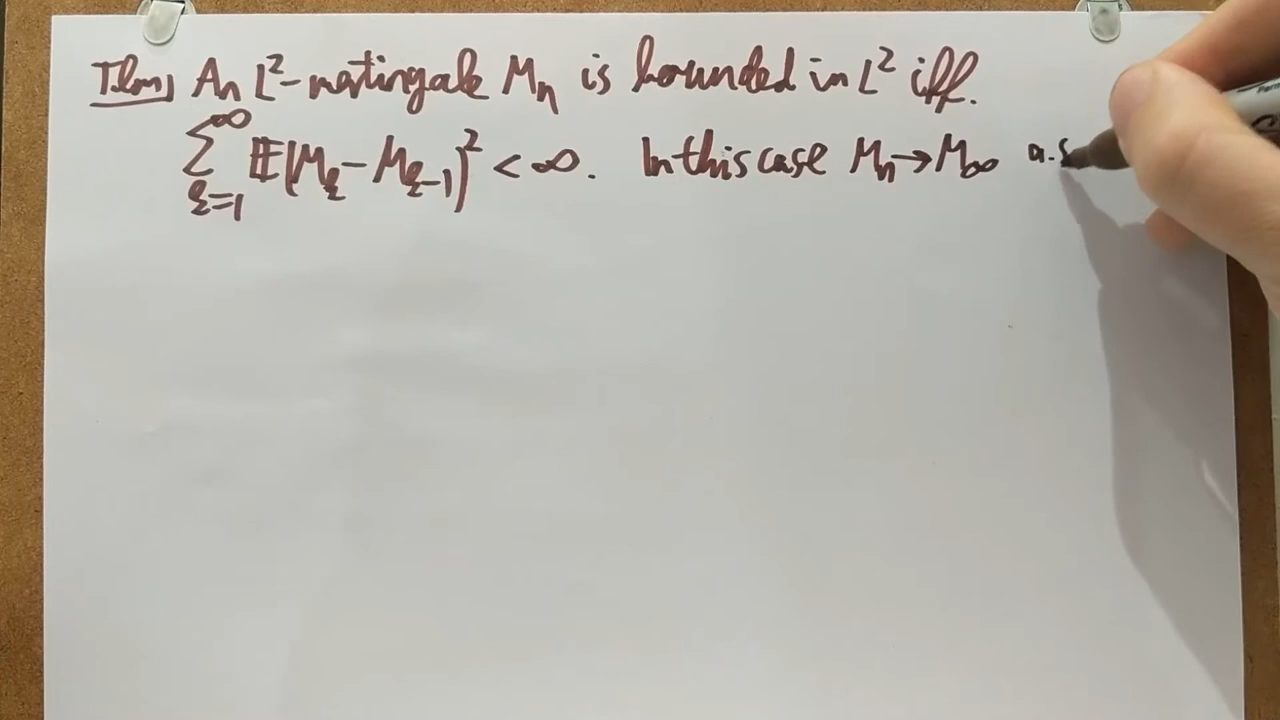 Thm) An L²-martingale Mₙ is bounded in L² iff.
∑_{k=1}^{∞} 𝔼(Mₖ − Mₖ₋₁)² < ∞. In this case Mₙ → M∞ a.s